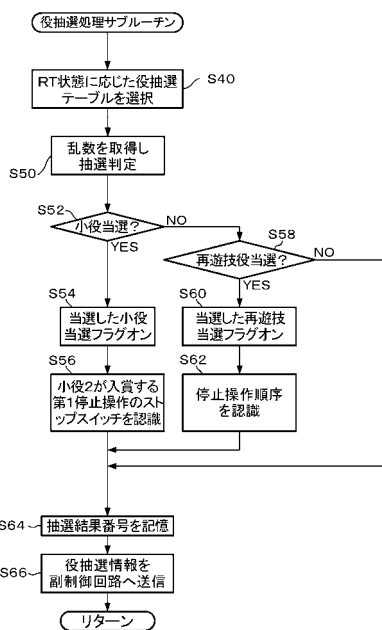 役抽選処理サブルーチン
RT状態に応じた役抽選
テーブルを選択
S40
乱数を取得し
抽選判定
S50
S52
小役当選?
NO
YES
S58
再遊技役当選?
NO
YES
S54
当選した小役
当選フラグオン
S60
当選した再遊技
当選フラグオン
S56
小役2が入賞する
第1停止操作のスト
ップスイッチを認識
S62
停止操作順序
を認識
S64
抽選結果番号を記憶
S66
役抽選情報を
副制御回路へ送信
リターン